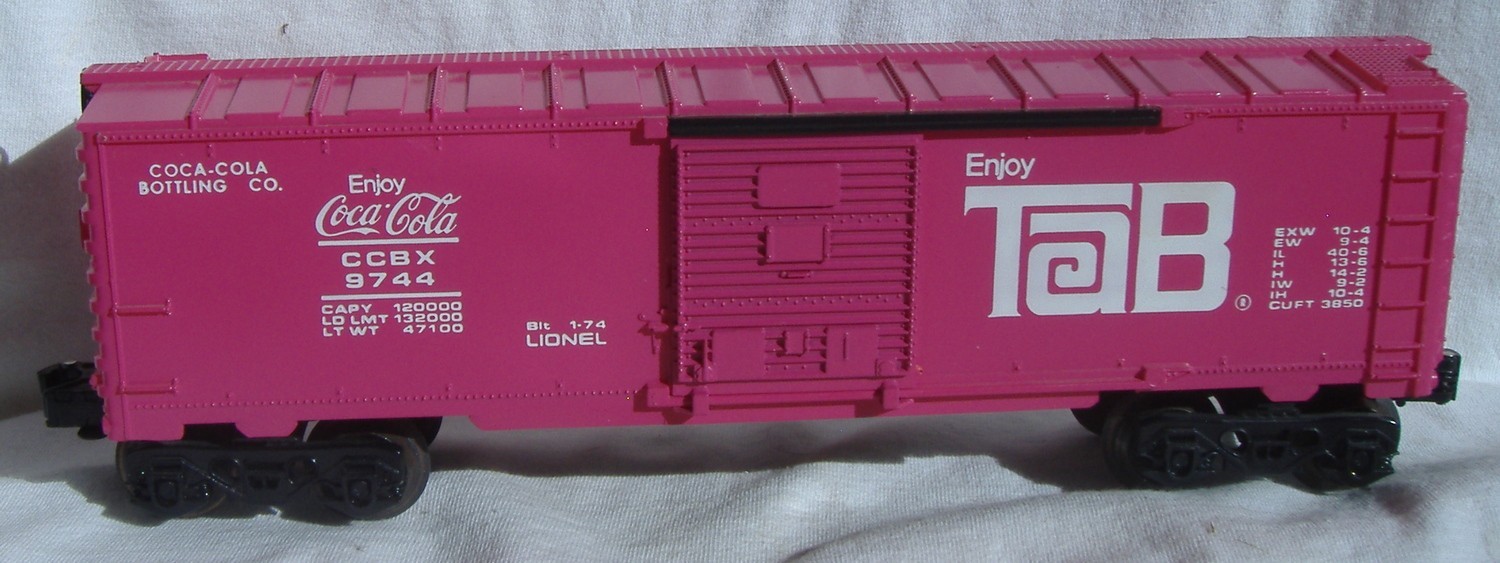 COCA-COLA
BOTTLING CO.
Enjoy
Coca-Cola
CCBX
9744
CAPY 120000
LD LMT 132000
LT WT 47100
Blt 1-74
LIONEL
Enjoy
TaB
®
EXW 10-4
EW 9-4
IL 40-6
H 13-6
H 14-2
IW 9-2
IH 10-4
CUFT 3850